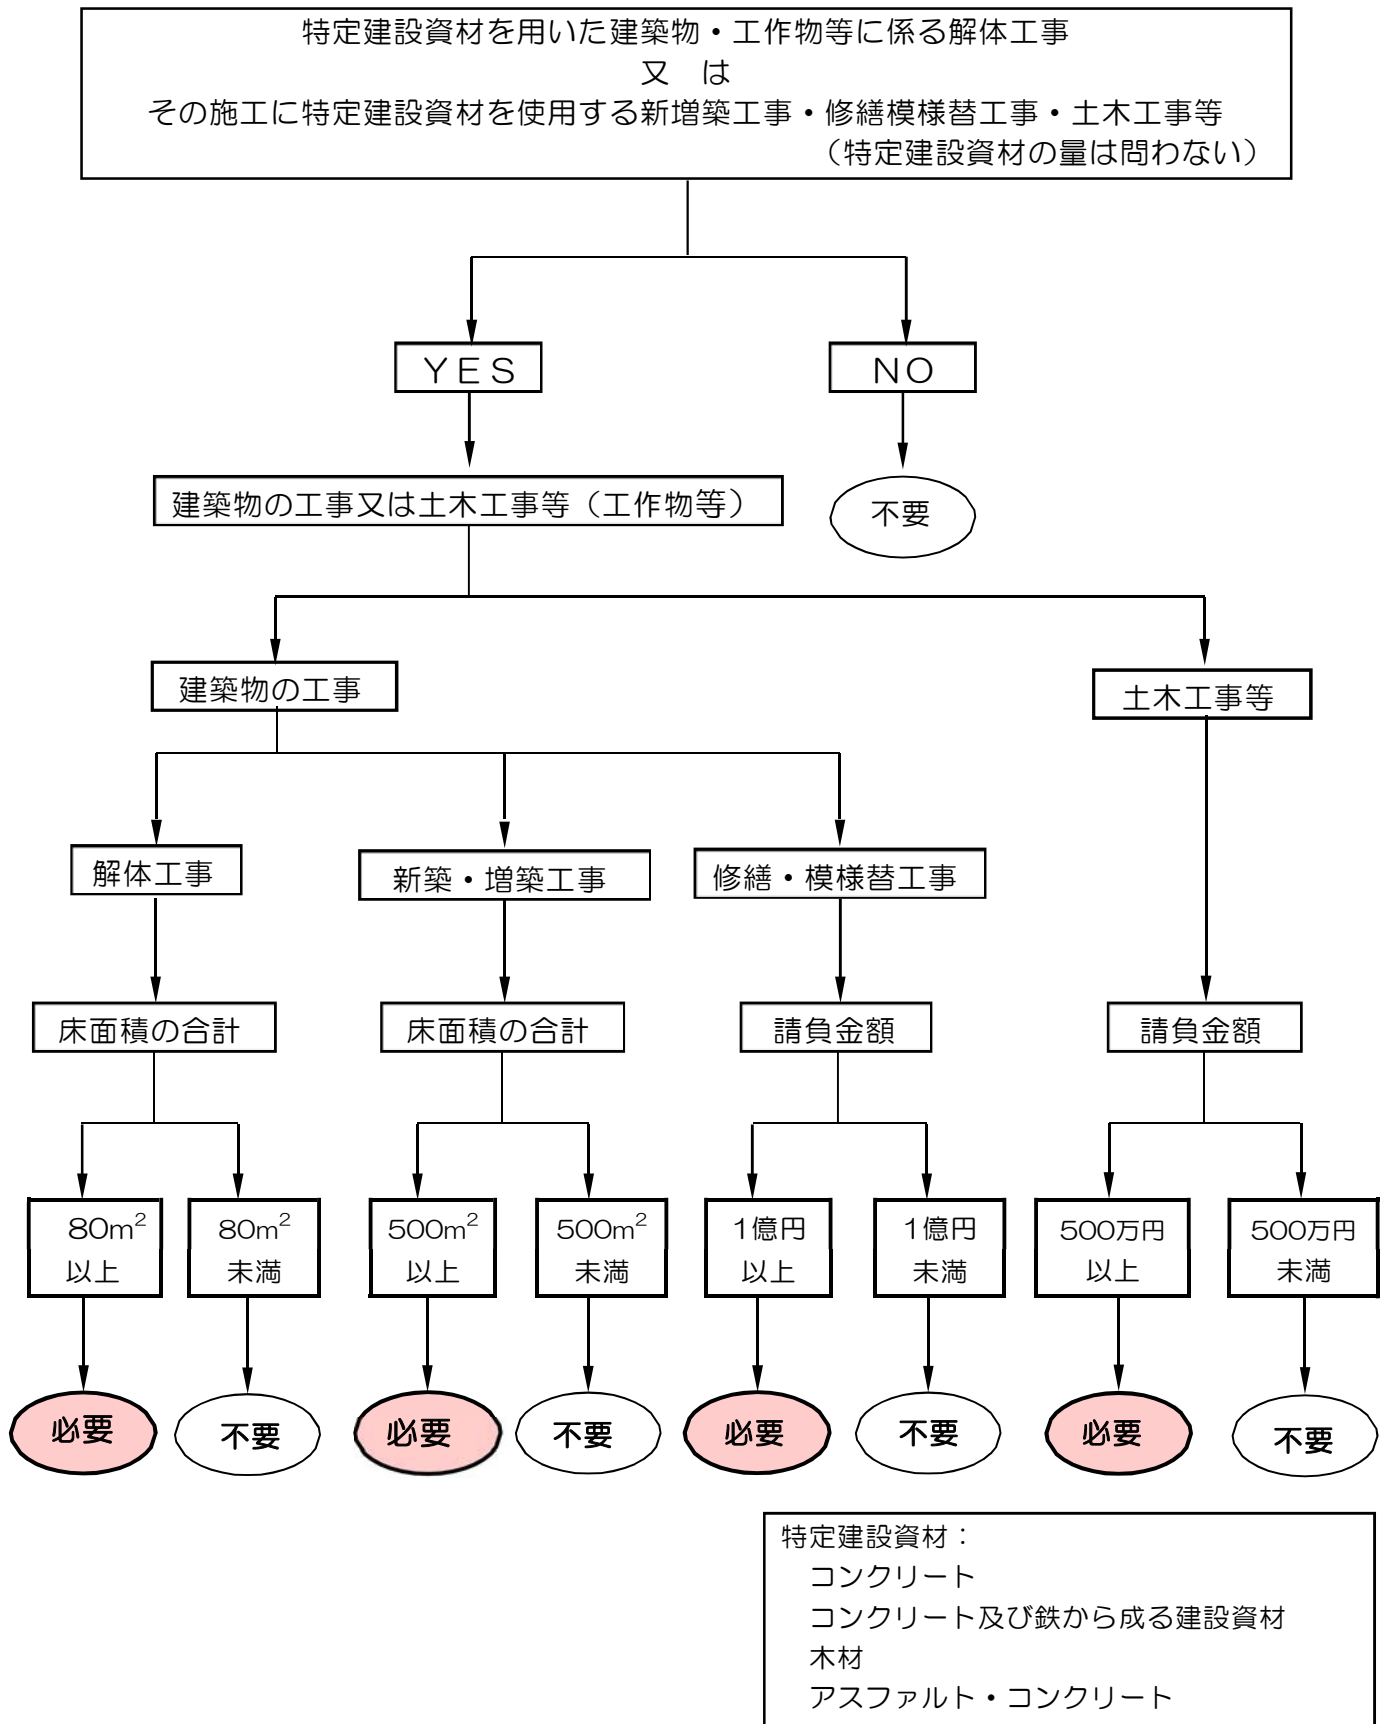 特定建設資材を用いた建築物・工作物等に係る解体工事
又　は
その施工に特定建設資材を使用する新増築工事・修繕模様替工事・土木工事等
（特定建設資材の量は問わない）
ＹＥＳ
ＮＯ
建築物の工事又は土木工事等（工作物等）
不要
建築物の工事
土木工事等
解体工事
新築・増築工事
修繕・模様替工事
床面積の合計
床面積の合計
請負金額
請負金額
80m²
以上
80m²
未満
500m²
以上
500m²
未満
1億円
以上
1億円
未満
500万円
以上
500万円
未満
必要
不要
必要
不要
必要
不要
必要
不要
特定建設資材：
コンクリート
コンクリート及び鉄から成る建設資材
木材
アスファルト・コンクリート